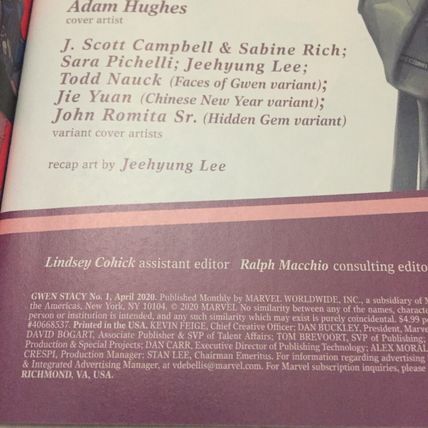 Adam Hughes
cover artist
J. Scott Campbell & Sabine Rich;
Sara Pichelli; Jeehyung Lee;
Todd Nauck (Faces of Gwen variant);
Jie Yuan (Chinese New Year variant);
John Romita Sr. (Hidden Gem variant)
variant cover artists
recap art by Jeehyung Lee
Lindsey Cohick assistant editor Ralph Macchio consulting edito
GWEN STACY No. 1, April 2020. Published Monthly by MARVEL WORLDWIDE, INC., a subsidiary of M
the Americas, New York, NY 10104. © 2020 MARVEL No similarity between any of the names, charact
person or institution is intended, and any such similarity which may exist is purely coincidental. $4.99 p
#40668537. Printed in the USA. KEVIN FEIGE, Chief Creative Officer; DAN BUCKLEY, President, Marve
DAVID BOGART, Associate Publisher & SVP of Talent Affairs; TOM BREVOORT, SVP of Publishing;
Production & Special Projects; DAN CARR, Executive Director of Publishing Technology; ALEX MORAL
CRESPI, Production Manager; STAN LEE, Chairman Emeritus. For information regarding advertising
& Integrated Advertising Manager, at vdebellis@marvel.com. For Marvel subscription inquiries, please
RICHMOND, VA, USA.